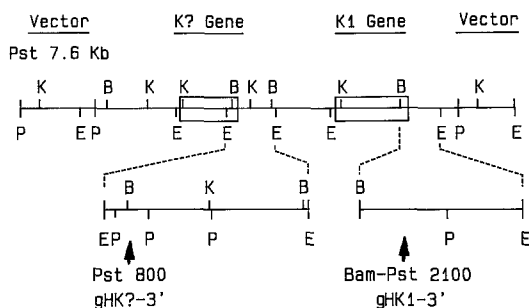 Vector K? Gene K1 Gene Vector
Pst 7.6 Kb
K B K K B K B K B K
P E P E E E E P E
B K B B
E P P P E P E
Pst 800 Bam-Pst 2100
gHK?-3' gHK1-3'